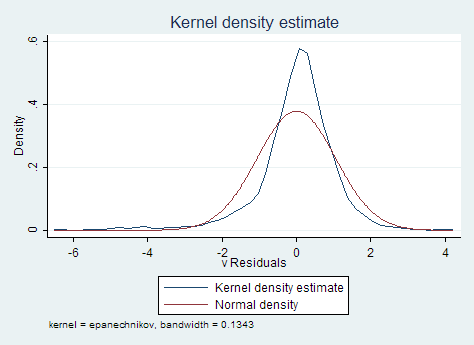 Kernel density estimate
.6
.4
.2
0
Density
-6 -4 -2 0 2 4
v Residuals
Kernel density estimate
Normal density
kernel = epanechnikov, bandwidth = 0.1343